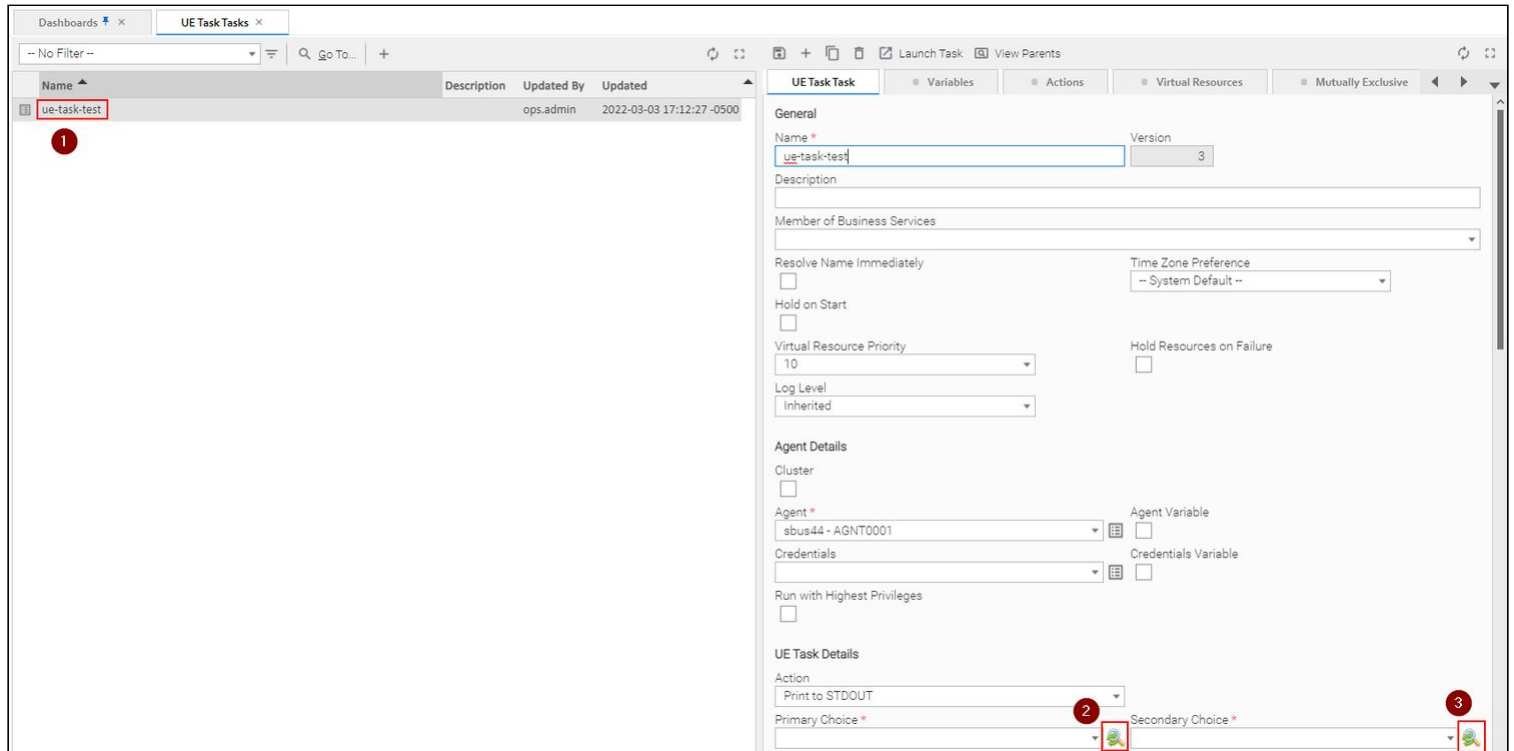 Dashboards
UE Task Tasks
-- No Filter --
Go To...
Launch Task
View Parents
Name
Description
Updated By
Updated
ue-task-test
ops.admin
2022-03-03 17:12:27 -0500
1
UE Task Task
Variables
Actions
Virtual Resources
Mutually Exclusive
General
Name *
Version
ue-task-test
3
Description
Member of Business Services
Resolve Name Immediately
Time Zone Preference
-- System Default --
Hold on Start
Virtual Resource Priority
Hold Resources on Failure
10
Log Level
Inherited
Agent Details
Cluster
Agent *
Agent Variable
sbus44 - AGNT0001
Credentials
Credentials Variable
Run with Highest Privileges
UE Task Details
Action
Print to STDOUT
Primary Choice *
2
Secondary Choice *
3